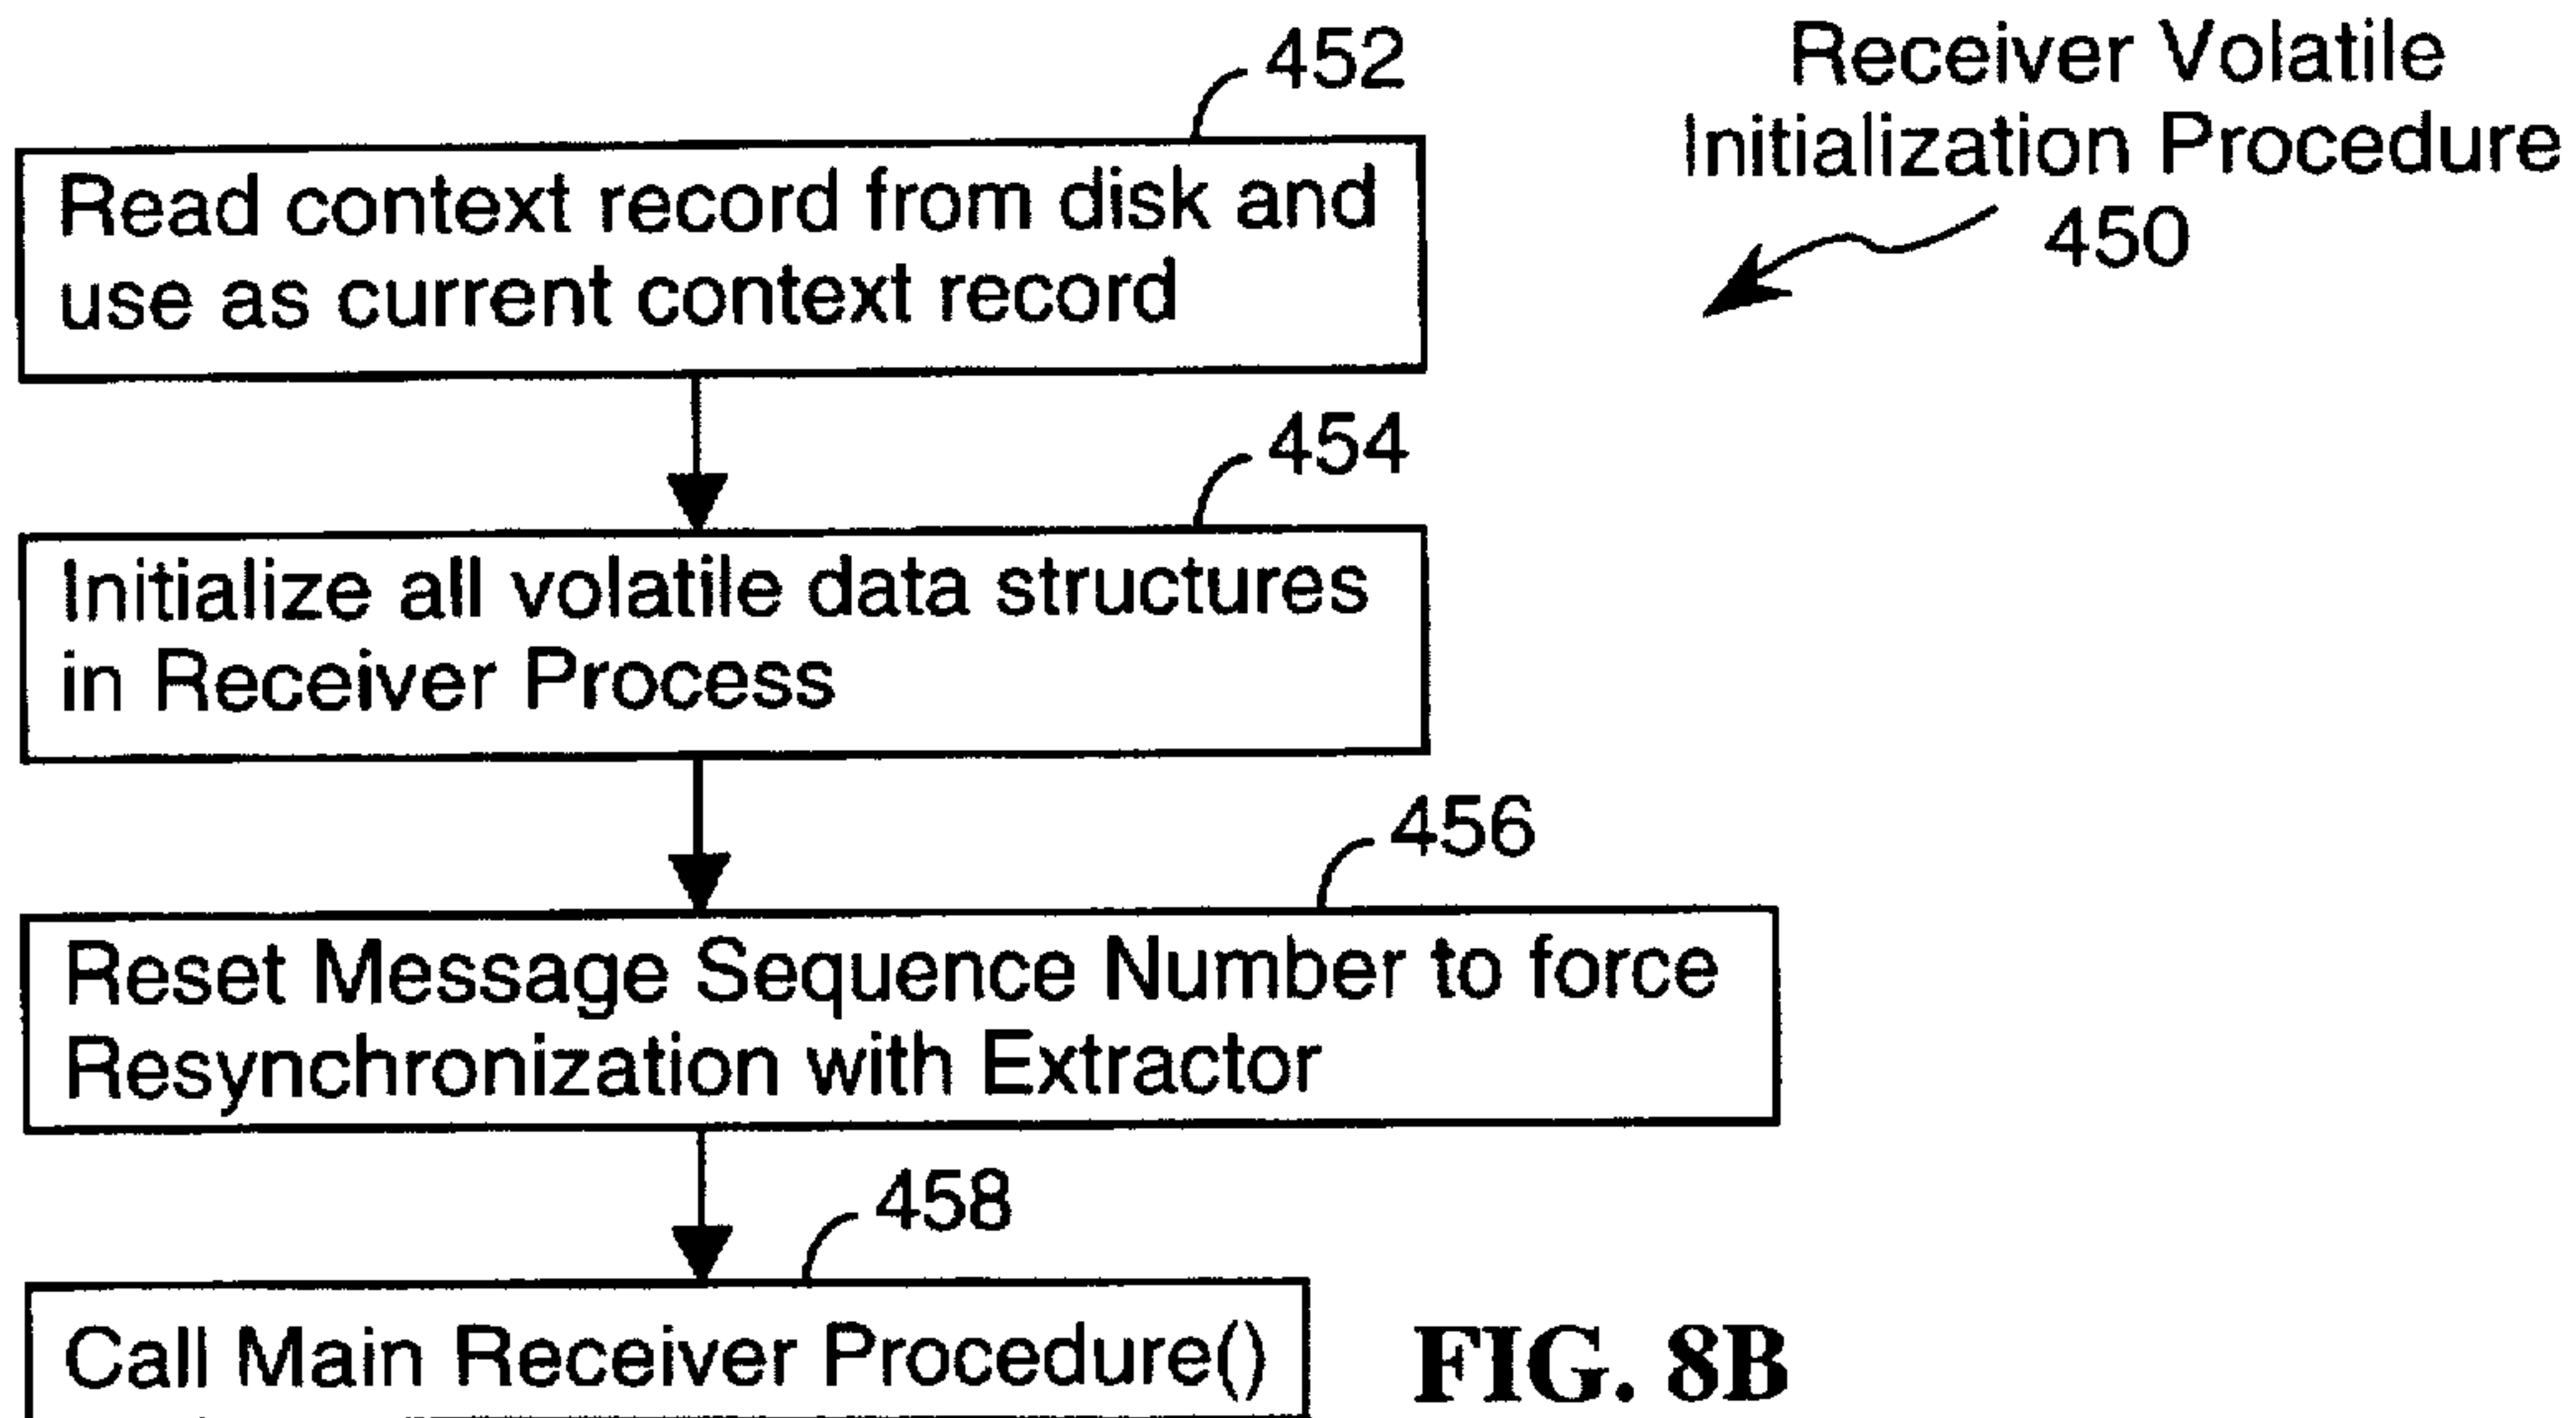 Receiver Volatile
Initialization Procedure
450
452
Read context record from disk and
use as current context record
454
Initialize all volatile data structures
in Receiver Process
456
Reset Message Sequence Number to force
Resynchronization with Extractor
458
Call Main Receiver Procedure()
FIG. 8B